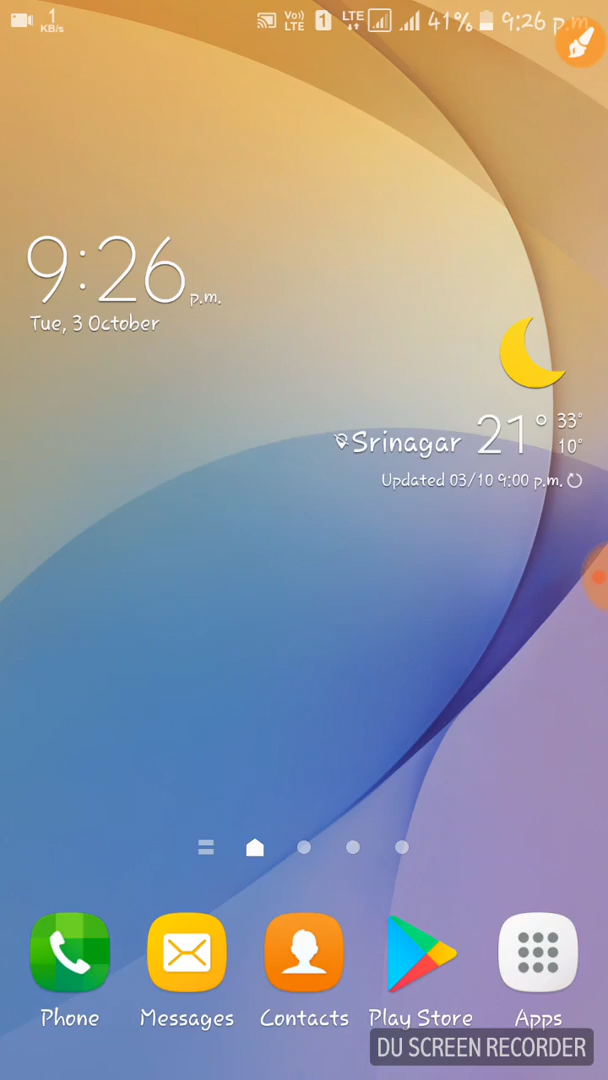 1 KB/s Vo)) LTE 1 LTE 41% 9:26 p.m.
9:26 p.m.
Tue, 3 October
Srinagar 21° 33° 10°
Updated 03/10 9:00 p.m.
Phone Messages Contacts Play Store Apps
DU SCREEN RECORDER